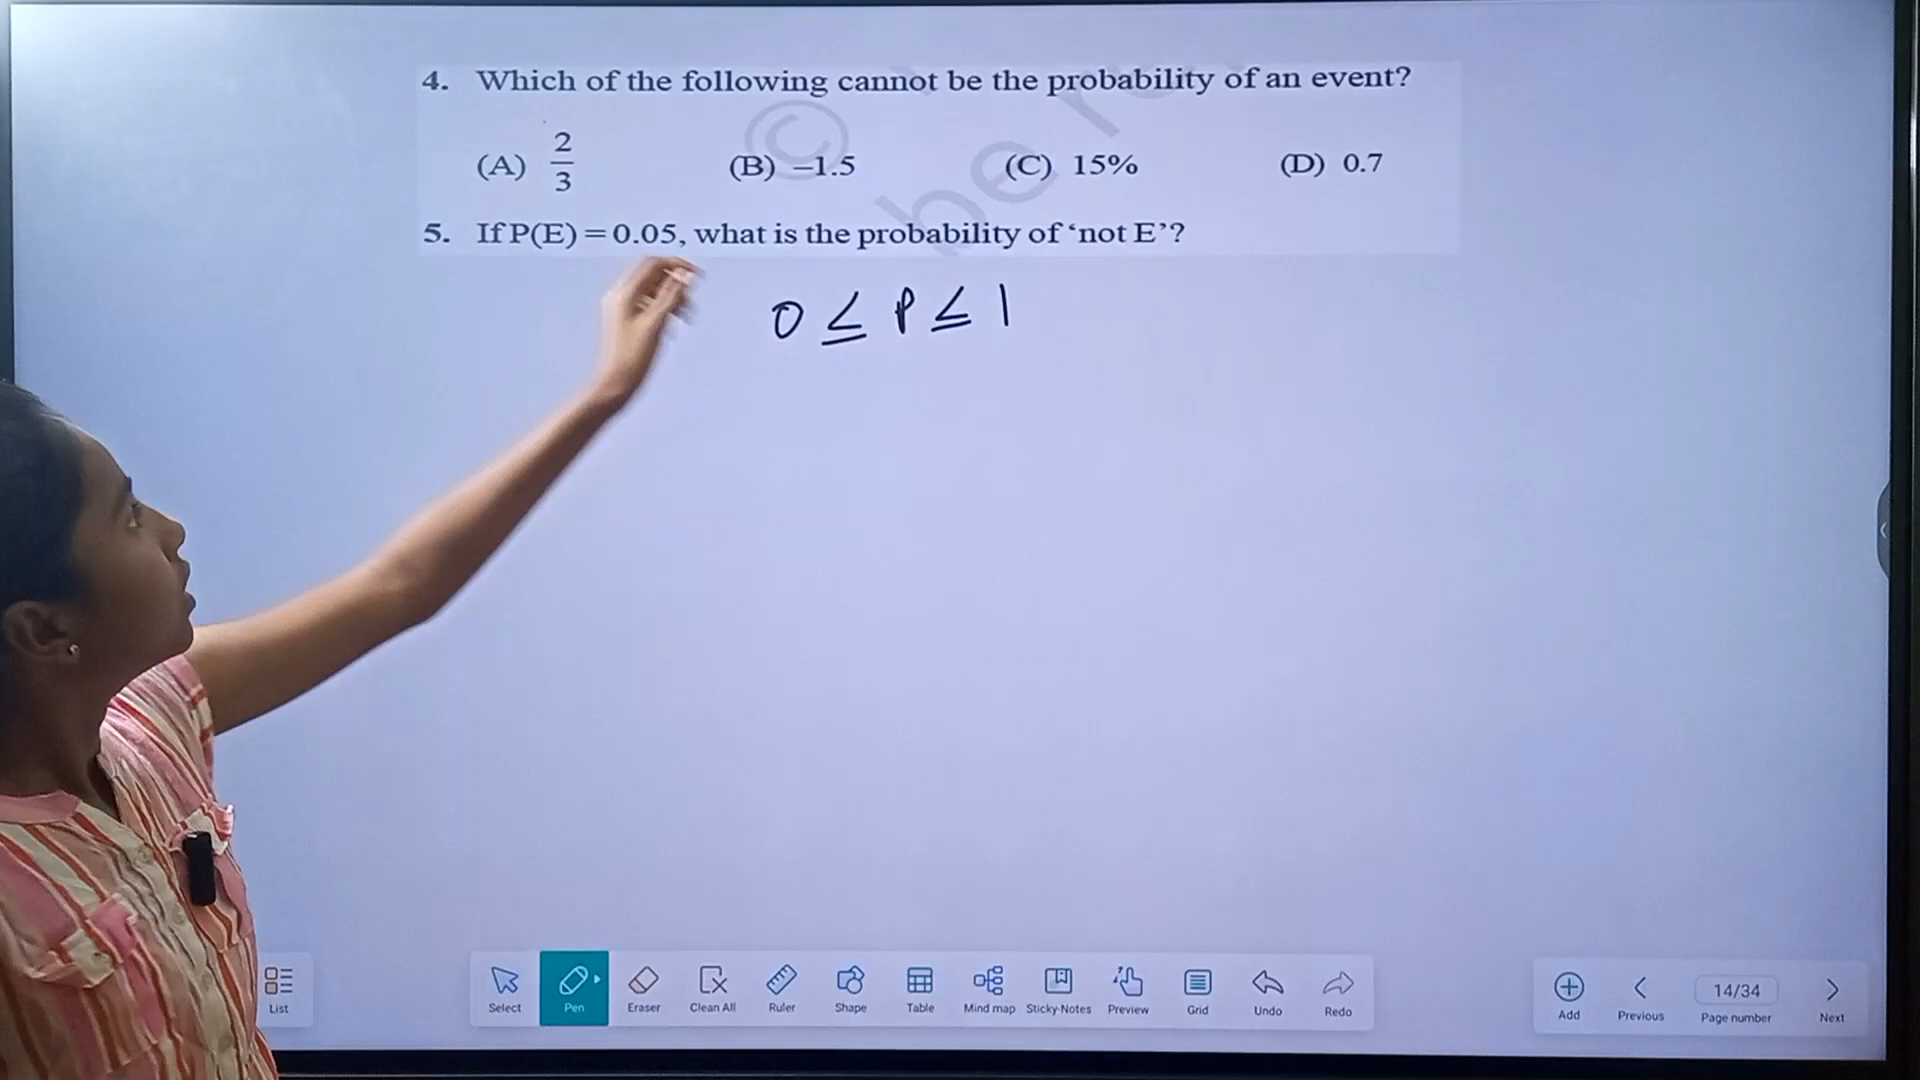 4. Which of the following cannot be the probability of an event?
(A) 2/3 (B) –1.5 (C) 15% (D) 0.7
5. If P(E) = 0.05, what is the probability of ‘not E’?
0 ≤ P ≤ 1
List Select Pen Eraser Clean All Ruler Shape Table Mind map Sticky-Notes Preview Grid Undo Redo Add Previous 14/34 Page number Next